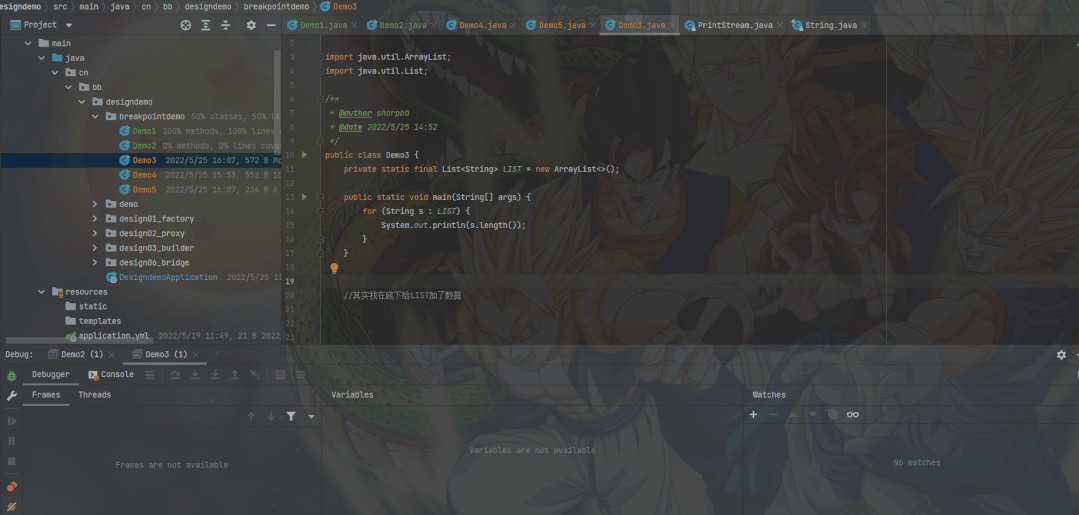 esigndemo › src › main › java › cn › bb › designdemo › breakpointdemo › Demo3
Project
Demo1.java
Demo2.java
Demo4.java
Demo5.java
Demo3.java
PrintStream.java
String.java
main
java
cn
bb
designdemo
breakpointdemo 50% classes, 50% li
Demo1 100% methods, 100% lines
Demo2 0% methods, 0% lines cove
Demo3 2022/5/25 16:07, 572 B Mo
Demo4 2022/5/25 15:53, 552 B 10
Demo5 2022/5/25 16:07, 264 B
demo
design01_factory
design02_proxy
design03_builder
design06_bridge
DesigndemoApplication 2022/5/25 11
resources
static
templates
application.yml 2022/5/19 11:49, 21 B 2022
2
3 import java.util.ArrayList;
4 import java.util.List;
5
6 /**
7 * @author sharpbb
8 * @date 2022/5/25 14:52
9 */
10 public class Demo3 {
11 private static final List<String> LIST = new ArrayList<>();
12
13 public static void main(String[] args) {
14 for (String s : LIST) {
15 System.out.println(s.length());
16 }
17 }
18
19
20 //其实我在底下给LIST加了数据
21
22
23
Debug:
Demo2 (1)
Demo3 (1)
Debugger
Console
Frames
Threads
Variables
Watches
Frames are not available
Variables are not available
No watches